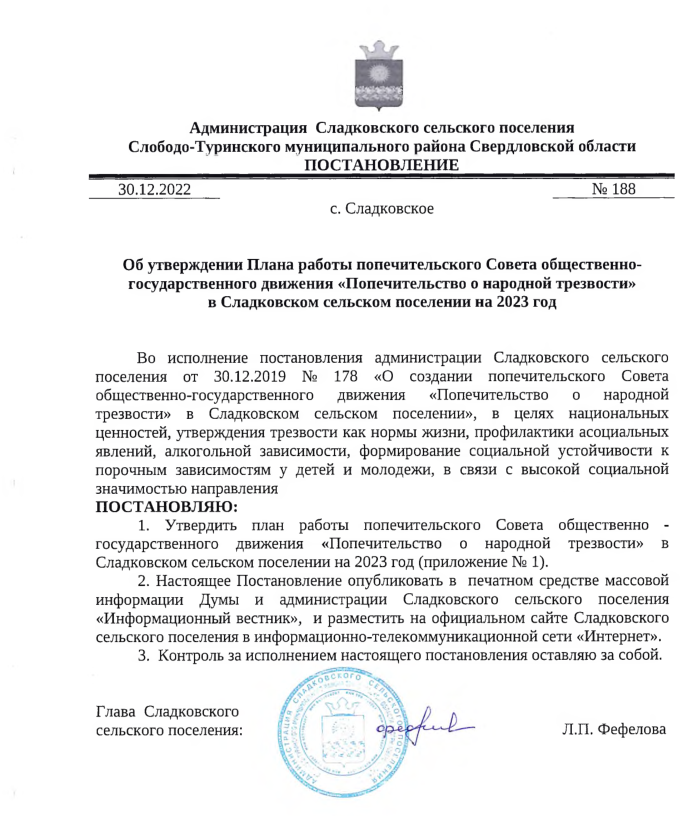 Администрация Сладковского сельского поселения
Слободо-Туринского муниципального района Свердловской области
ПОСТАНОВЛЕНИЕ
30.12.2022 № 188
с. Сладковское
Об утверждении Плана работы попечительского Совета общественно-
государственного движения «Попечительство о народной трезвости»
в Сладковском сельском поселении на 2023 год
Во исполнение постановления администрации Сладковского сельского
поселения от 30.12.2019 № 178 «О создании попечительского Совета
общественно-государственного движения «Попечительство о народной
трезвости» в Сладковском сельском поселении», в целях национальных
ценностей, утверждения трезвости как нормы жизни, профилактики асоциальных
явлений, алкогольной зависимости, формирование социальной устойчивости к
порочным зависимостям у детей и молодежи, в связи с высокой социальной
значимостью направления
ПОСТАНОВЛЯЮ:
1. Утвердить план работы попечительского Совета общественно -
государственного движения «Попечительство о народной трезвости» в
Сладковском сельском поселении на 2023 год (приложение № 1).
2. Настоящее Постановление опубликовать в печатном средстве массовой
информации Думы и администрации Сладковского сельского поселения
«Информационный вестник», и разместить на официальном сайте Сладковского
сельского поселения в информационно-телекоммуникационной сети «Интернет».
3. Контроль за исполнением настоящего постановления оставляю за собой.
Глава Сладковского
сельского поселения: Л.П. Фефелова
АДМИНИСТРАЦИЯ СЛАДКОВСКОГО СЕЛЬСКОГО ПОСЕЛЕНИЯ